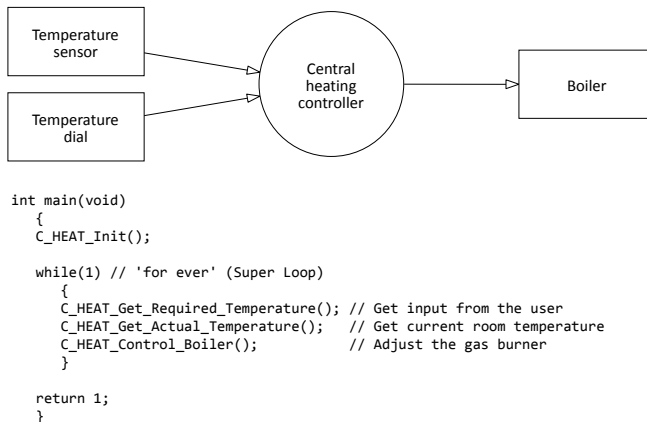 Temperature
sensor
Temperature
dial
Central
heating
controller
Boiler
int main(void)
{
C_HEAT_Init();
while(1) // 'for ever' (Super Loop)
{
C_HEAT_Get_Required_Temperature(); // Get input from the user
C_HEAT_Get_Actual_Temperature(); // Get current room temperature
C_HEAT_Control_Boiler(); // Adjust the gas burner
}
return 1;
}